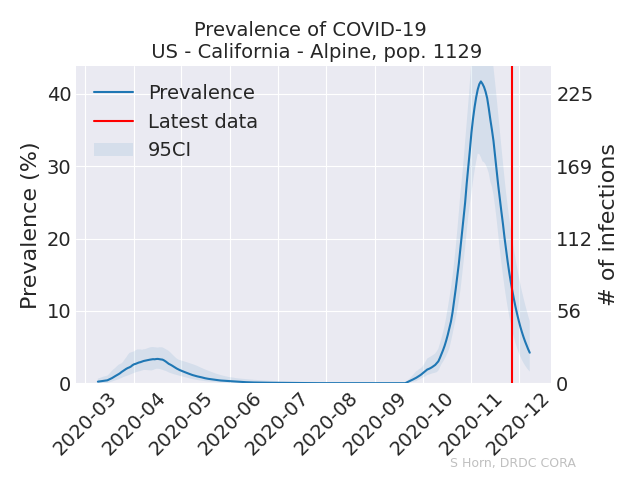 Prevalence of COVID-19
US - California - Alpine, pop. 1129
Prevalence
Latest data
95CI
Prevalence (%)
40
30
20
10
0
225
169
112
56
0
# of infections
2020-03
2020-04
2020-05
2020-06
2020-07
2020-08
2020-09
2020-10
2020-11
2020-12
S Horn, DRDC CORA